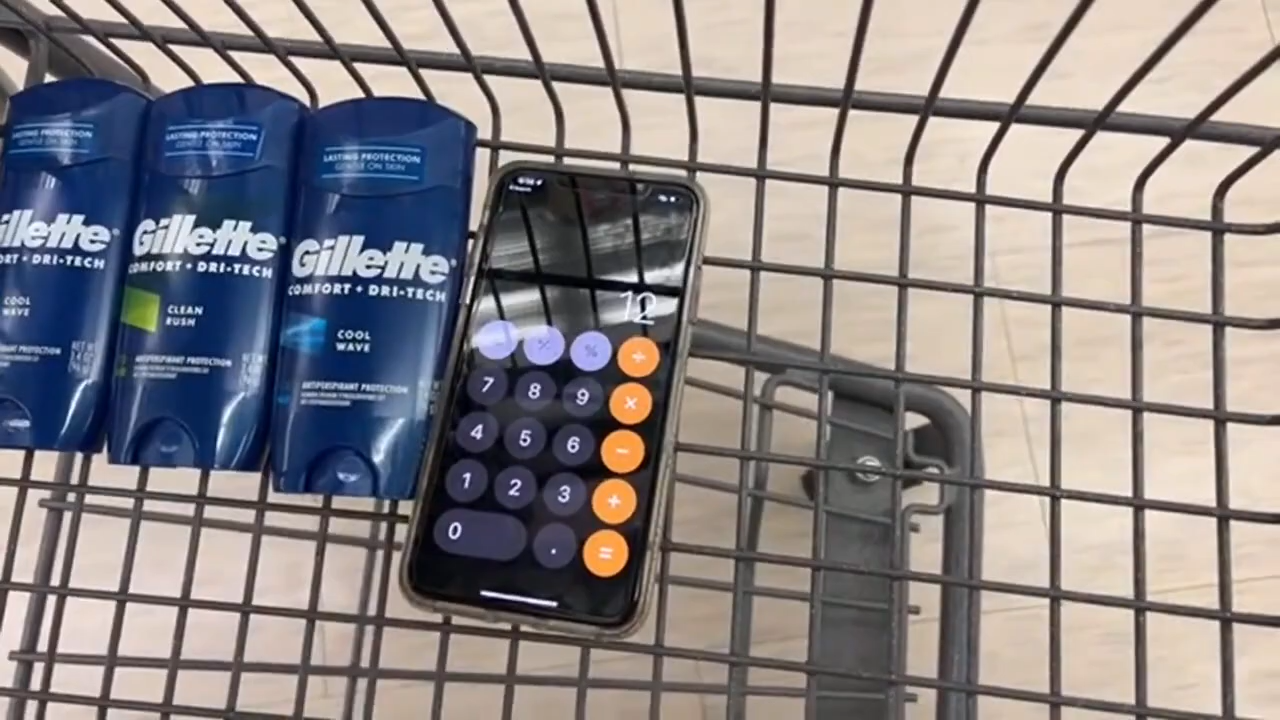 LASTING PROTECTION
GENTLE ON SKIN
illette
ORT + DRI-TECH
COOL
WAVE
LASTING PROTECTION
GENTLE ON SKIN
Gillette
COMFORT + DRI-TECH
CLEAN
RUSH
ANTIPERSPIRANT PROTECTION
LASTING PROTECTION
GENTLE ON SKIN
Gillette
COMFORT + DRI-TECH
COOL
WAVE
ANTIPERSPIRANT PROTECTION
12
% ÷
7 8 9 ×
4 5 6 −
1 2 3 +
0 . =